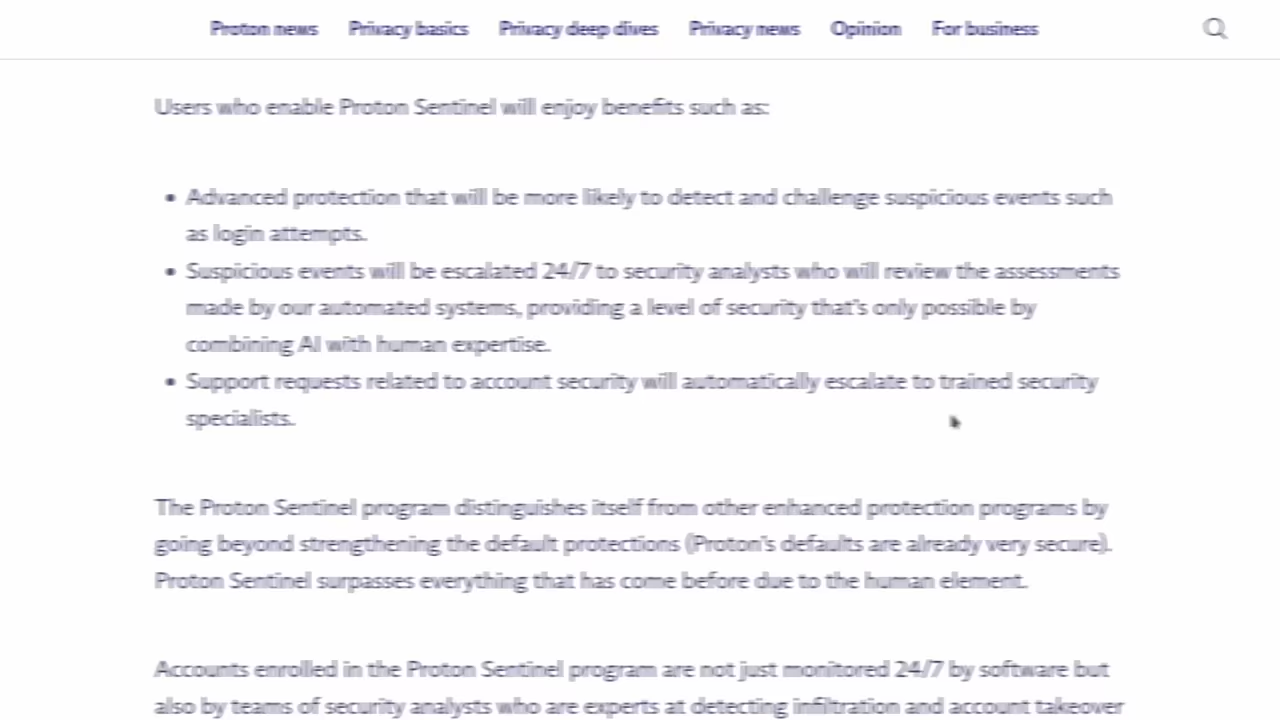 Proton news Privacy basics Privacy deep dives Privacy news Opinion For business
Users who enable Proton Sentinel will enjoy benefits such as:
• Advanced protection that will be more likely to detect and challenge suspicious events such
as login attempts.
• Suspicious events will be escalated 24/7 to security analysts who will review the assessments
made by our automated systems, providing a level of security that's only possible by
combining AI with human expertise.
• Support requests related to account security will automatically escalate to trained security
specialists.
The Proton Sentinel program distinguishes itself from other enhanced protection programs by
going beyond strengthening the default protections (Proton's defaults are already very secure).
Proton Sentinel surpasses everything that has come before due to the human element.
Accounts enrolled in the Proton Sentinel program are not just monitored 24/7 by software but
also by teams of security analysts who are experts at detecting infiltration and account takeover